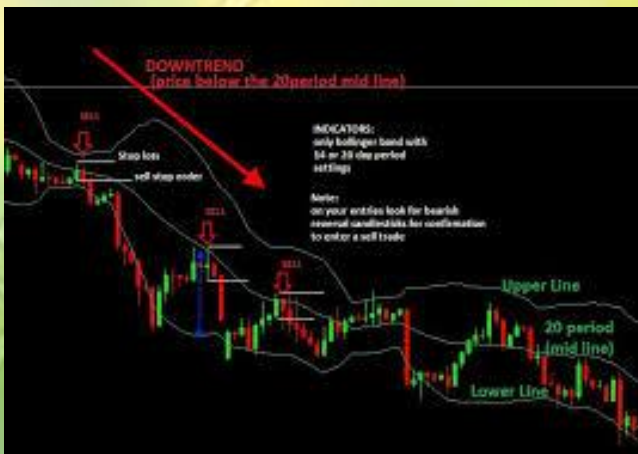 DOWNTREND
(price below the 20period mid line)
SELL
Stop loss
sell stop order
INDICATORS:
only bollinger band with
14 or 20 day period
settings
Note:
on your entries look for bearish
reversal candlesticks for confirmation
to enter a sell trade
SELL
SELL
Upper Line
20 period
(mid line)
Lower Line